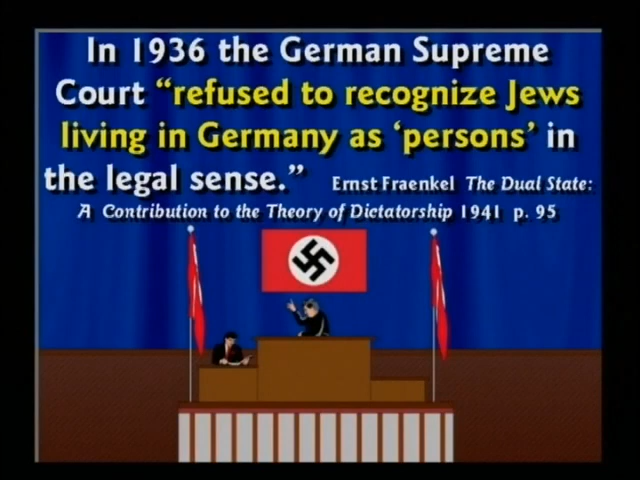 In 1936 the German Supreme
Court “refused to recognize Jews
living in Germany as ‘persons’ in
the legal sense.” Ernst Fraenkel The Dual State:
A Contribution to the Theory of Dictatorship 1941 p. 95